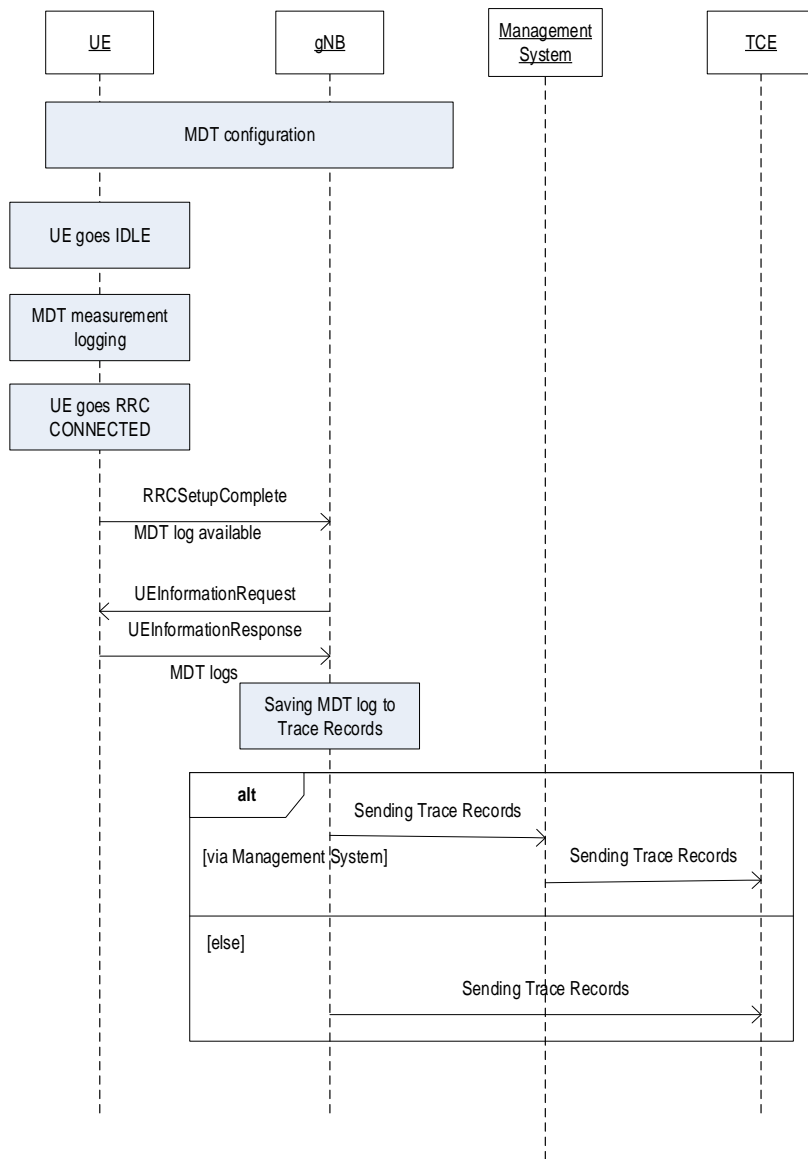 UE
gNB
Management
System
TCE
MDT configuration
UE goes IDLE
MDT measurement
logging
UE goes RRC
CONNECTED
RRCSetupComplete
MDT log available
UEInformationRequest
UEInformationResponse
MDT logs
Saving MDT log to
Trace Records
alt
Sending Trace Records
[via Management System]
Sending Trace Records
[else]
Sending Trace Records